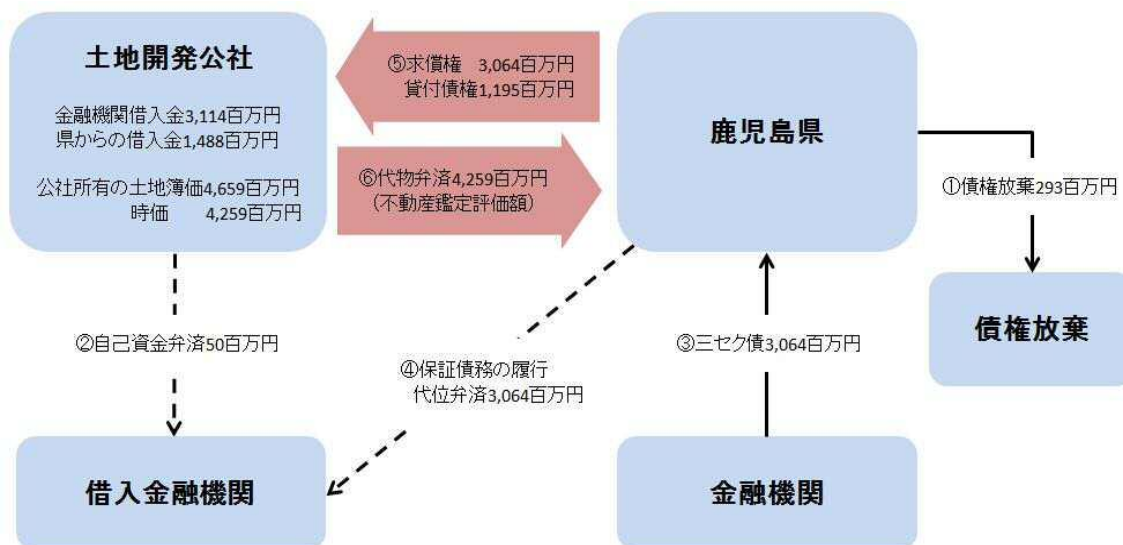 土地開発公社
金融機関借入金3,114百万円
県からの借入金1,488百万円
公社所有の土地簿価4,659百万円
時価 4,259百万円
⑤求償権 3,064百万円
貸付債権1,195百万円
⑥代物弁済4,259百万円
(不動産鑑定評価額)
鹿児島県
①債権放棄293百万円
債権放棄
②自己資金弁済50百万円
④保証債務の履行
代位弁済3,064百万円
③三セク債3,064百万円
借入金融機関
金融機関